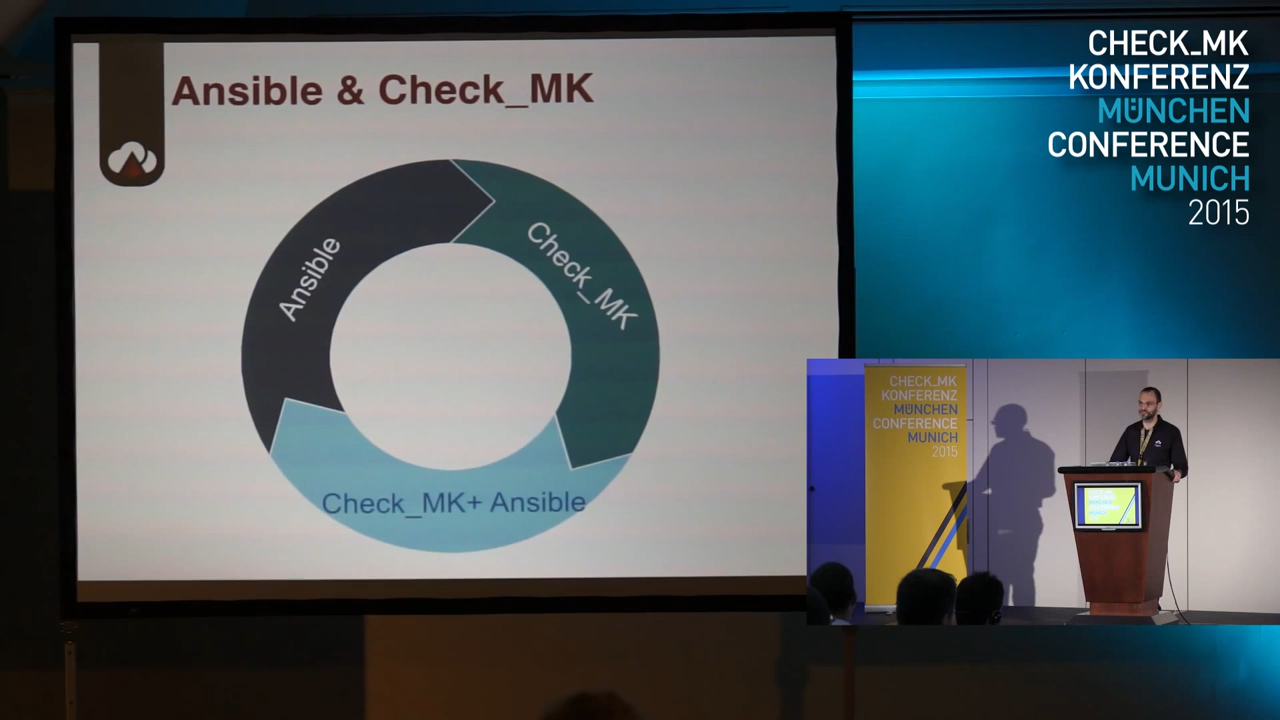 Ansible & Check_MK
Ansible
Check_MK
Check_MK+ Ansible
CHECK_MK
KONFERENZ
MÜNCHEN
CONFERENCE
MUNICH
2015
CHECK_MK
KONFERENZ
MÜNCHEN
CONFERENCE
MUNICH
2015